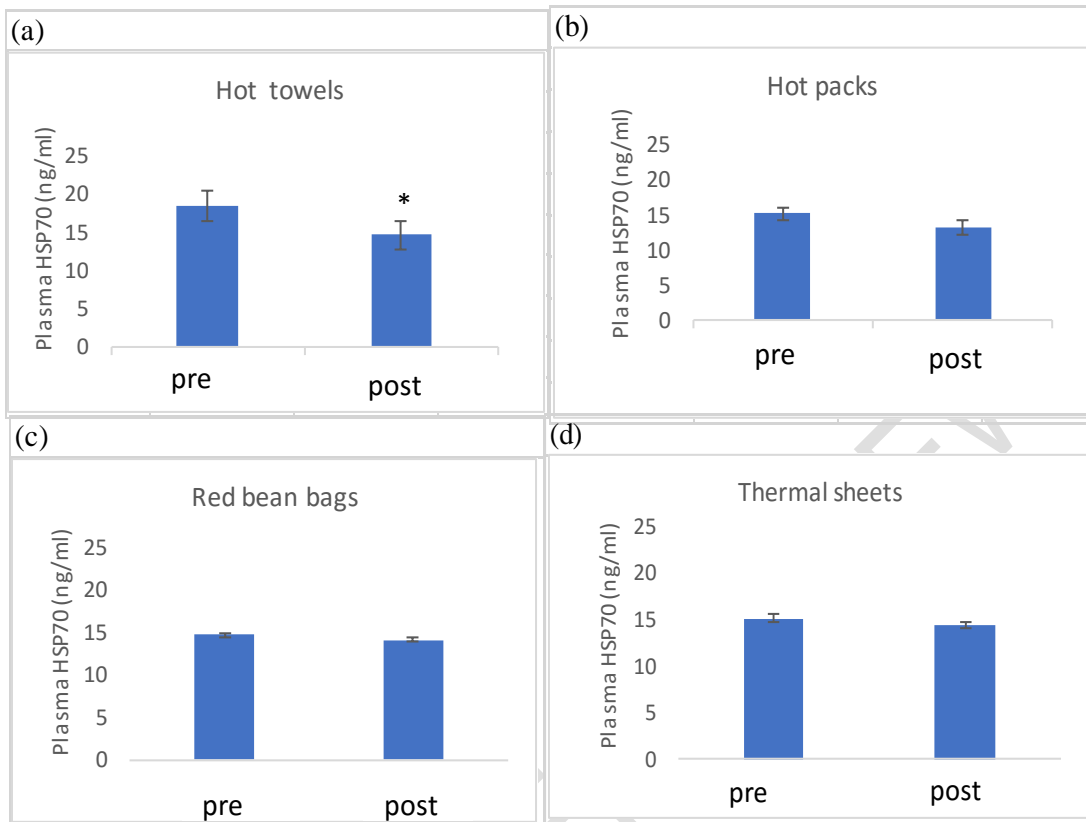 (a)
Hot towels
Plasma HSP70 (ng/ml)
25
20
15
10
5
0
*
pre post
(b)
Hot packs
Plasma HSP70 (ng/ml)
25
20
15
10
5
0
pre post
(c)
Red bean bags
Plasma HSP70 (ng/ml)
25
20
15
10
5
0
pre post
(d)
Thermal sheets
Plasma HSP70 (ng/ml)
25
20
15
10
5
0
pre post